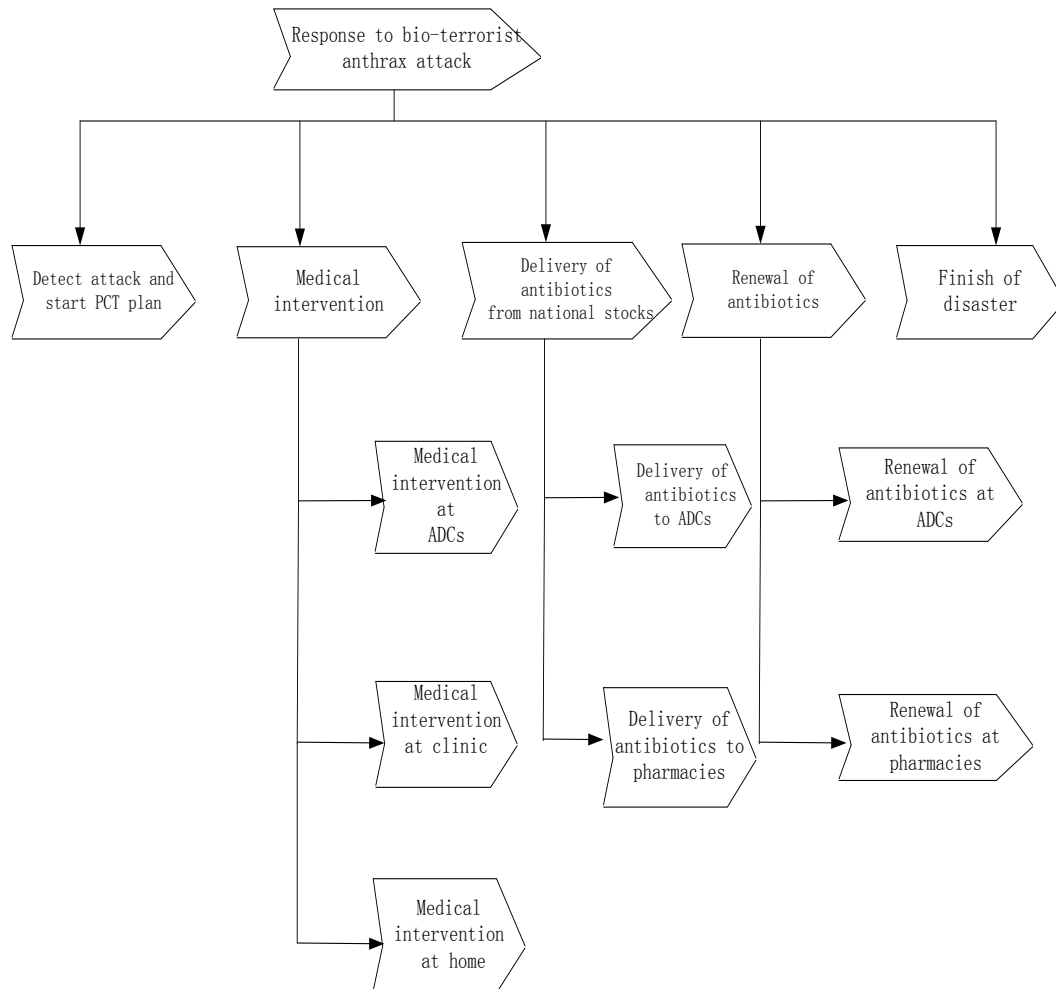 Response to bio-terrorist
anthrax attack
Detect attack and
start PCT plan
Medical
intervention
Delivery of
antibiotics
from national stocks
Renewal of
antibiotics
Finish of
disaster
Medical
intervention
at
ADCs
Delivery of
antibiotics
to ADCs
Renewal of
antibiotics at
ADCs
Medical
intervention
at clinic
Delivery of
antibiotics to
pharmacies
Renewal of
antibiotics at
pharmacies
Medical
intervention
at home